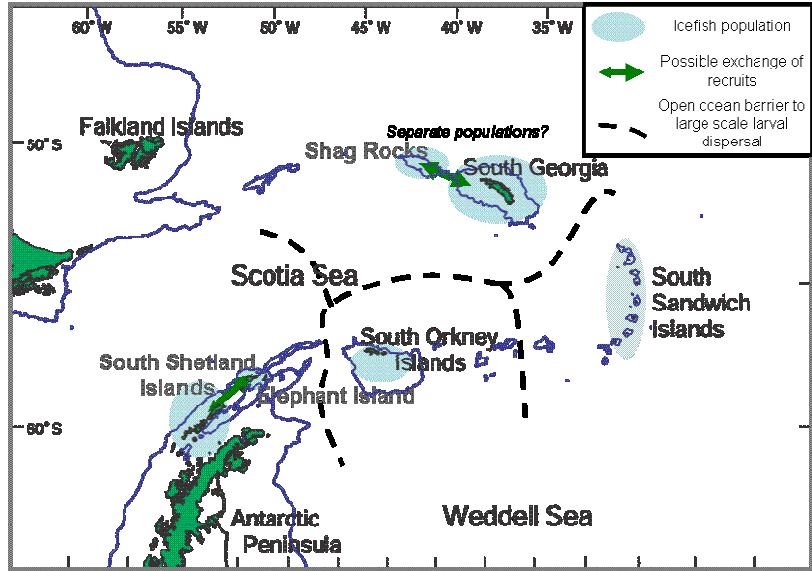 60° W
55° W
50° W
45° W
40° W
35° W
Icefish population
Possible exchange of
recruits
Open ocean barrier to
large scale larval
dispersal
Falkland Islands
50° S
Separate populations?
Shag Rocks
South Georgia
Scotia Sea
South
Sandwich
Islands
South Orkney
Islands
South Shetland
Islands
Elephant Island
60° S
Antarctic
Peninsula
Weddell Sea